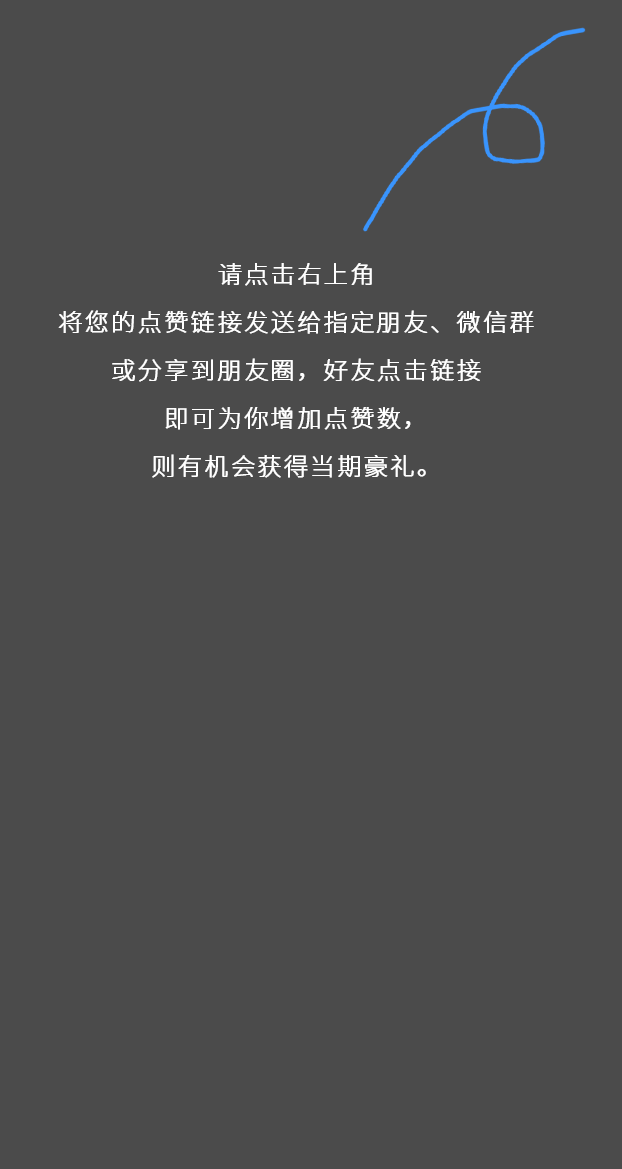 请点击右上角
将您的点赞链接发送给指定朋友、微信群
或分享到朋友圈，好友点击链接
即可为你增加点赞数，
则有机会获得当期豪礼。